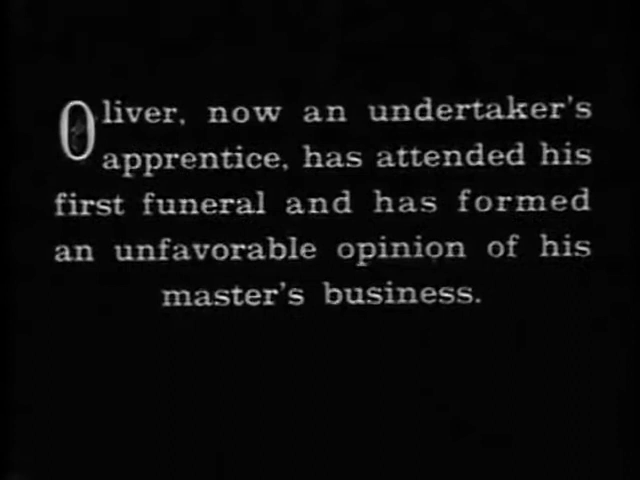 Oliver, now an undertaker's
apprentice, has attended his
first funeral and has formed
an unfavorable opinion of his
master's business.